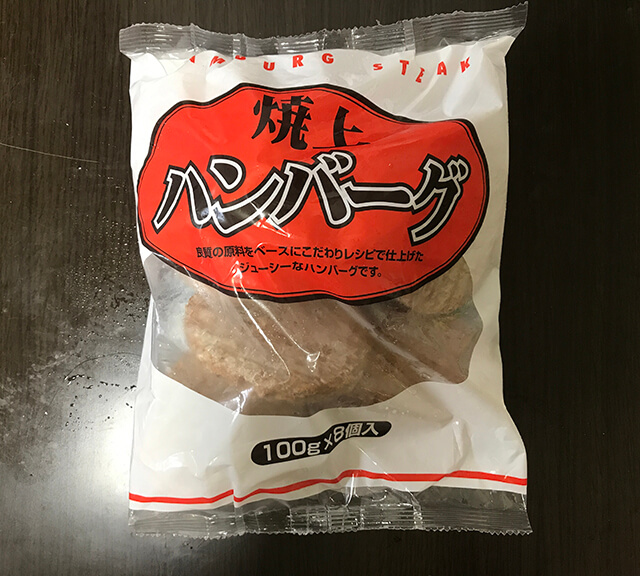 HAMBURG STEAK
焼上
ハンバーグ
良質の原料をベースにこだわりレシピで仕上げた
ジューシーなハンバーグです。
100g×8個入